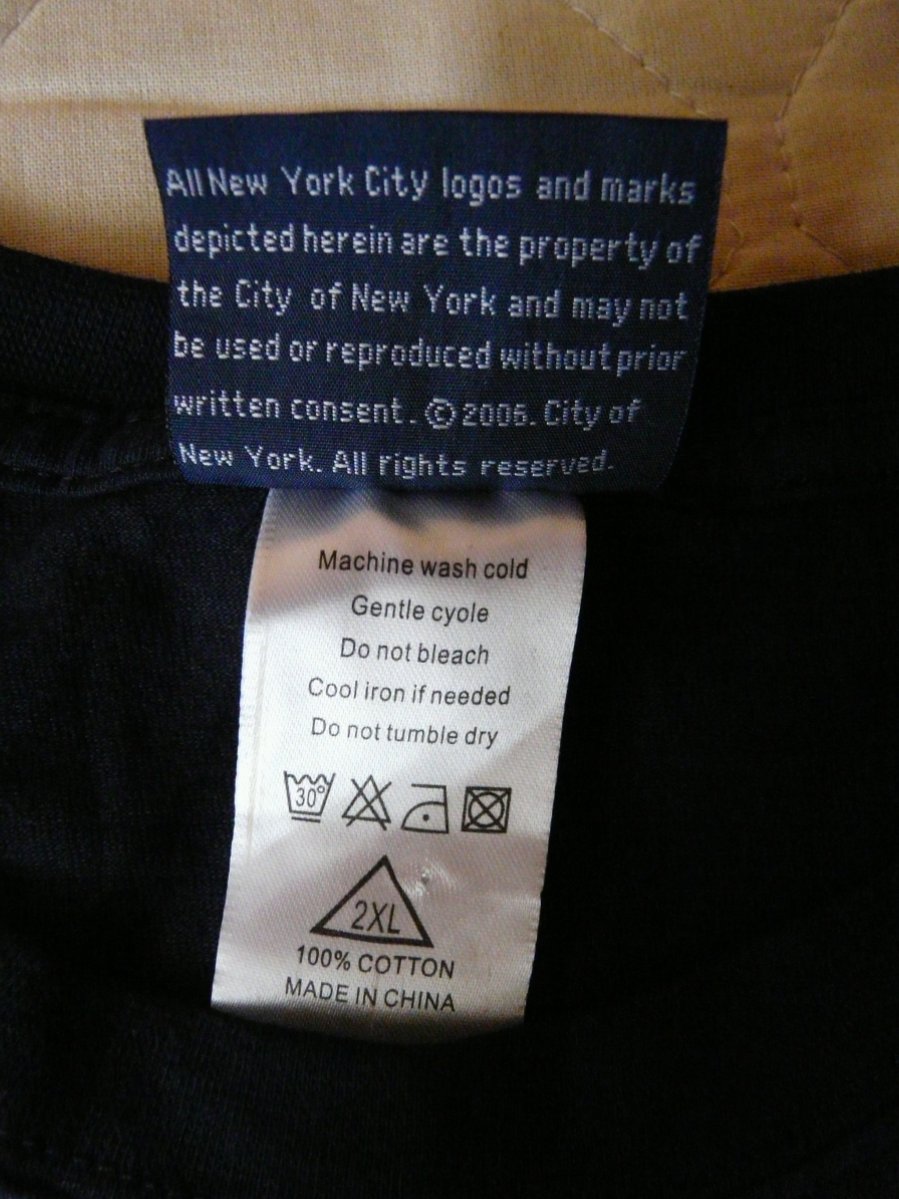 All New York City logos and marks
depicted herein are the property of
the City of New York and may not
be used or reproduced without prior
written consent. © 2006. City of
New York. All rights reserved.
Machine wash cold
Gentle cyole
Do not bleach
Cool iron if needed
Do not tumble dry
30°
2XL
100% COTTON
MADE IN CHINA